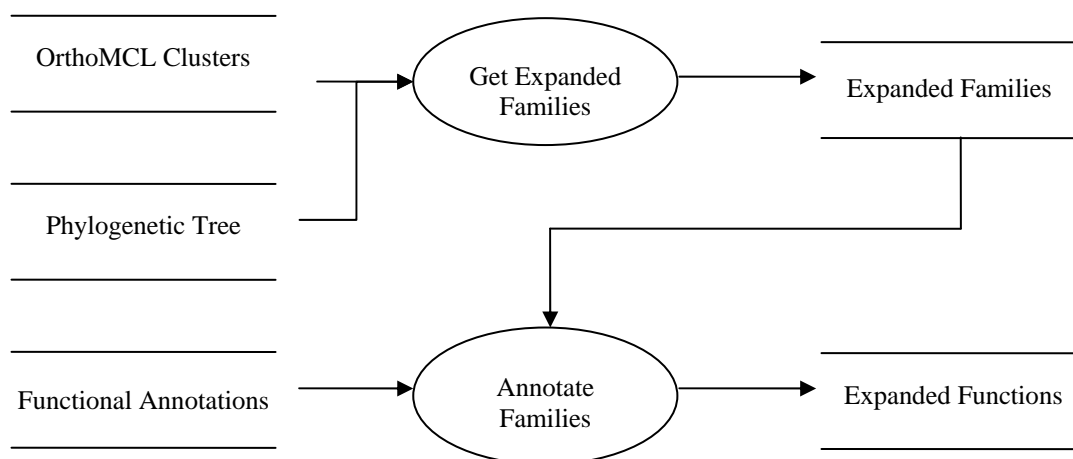 OrthoMCL Clusters
Get Expanded
Families
Expanded Families
Phylogenetic Tree
Functional Annotations
Annotate
Families
Expanded Functions